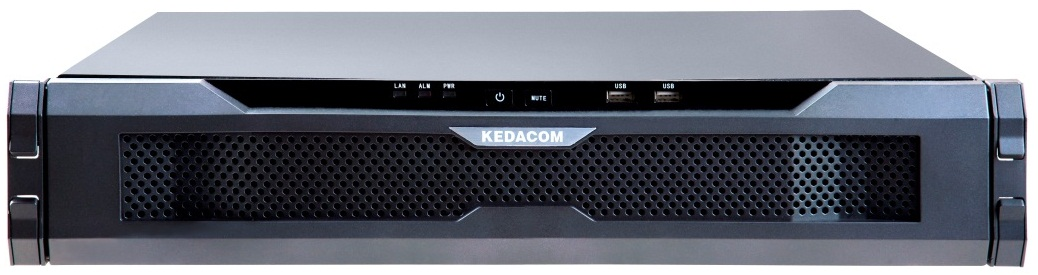 LAN ALM PWR
MUTE
USB USB
KEDACOM